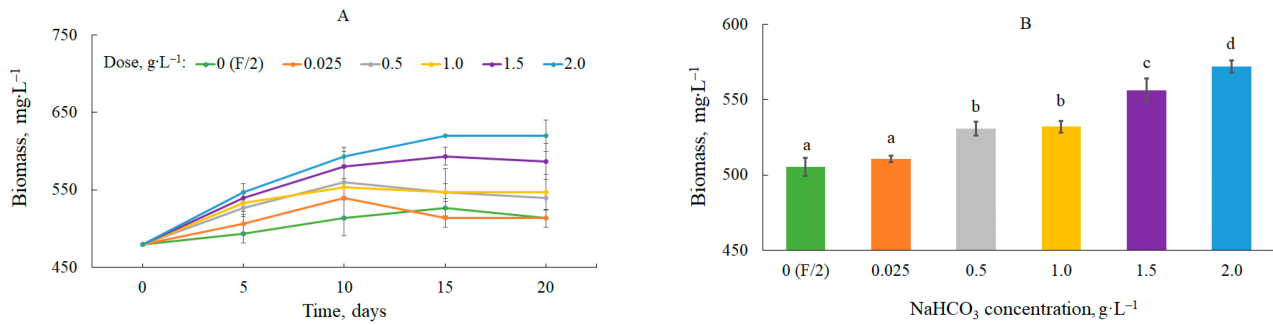 A
Biomass, mg·L⁻¹
750
650
550
450
Dose, g·L⁻¹: 0 (F/2) 0.025 0.5 1.0 1.5 2.0
0 5 10 15 20
Time, days
B
Biomass, mg·L⁻¹
600
550
500
450
a a b b c d
0 (F/2) 0.025 0.5 1.0 1.5 2.0
NaHCO₃ concentration, g·L⁻¹